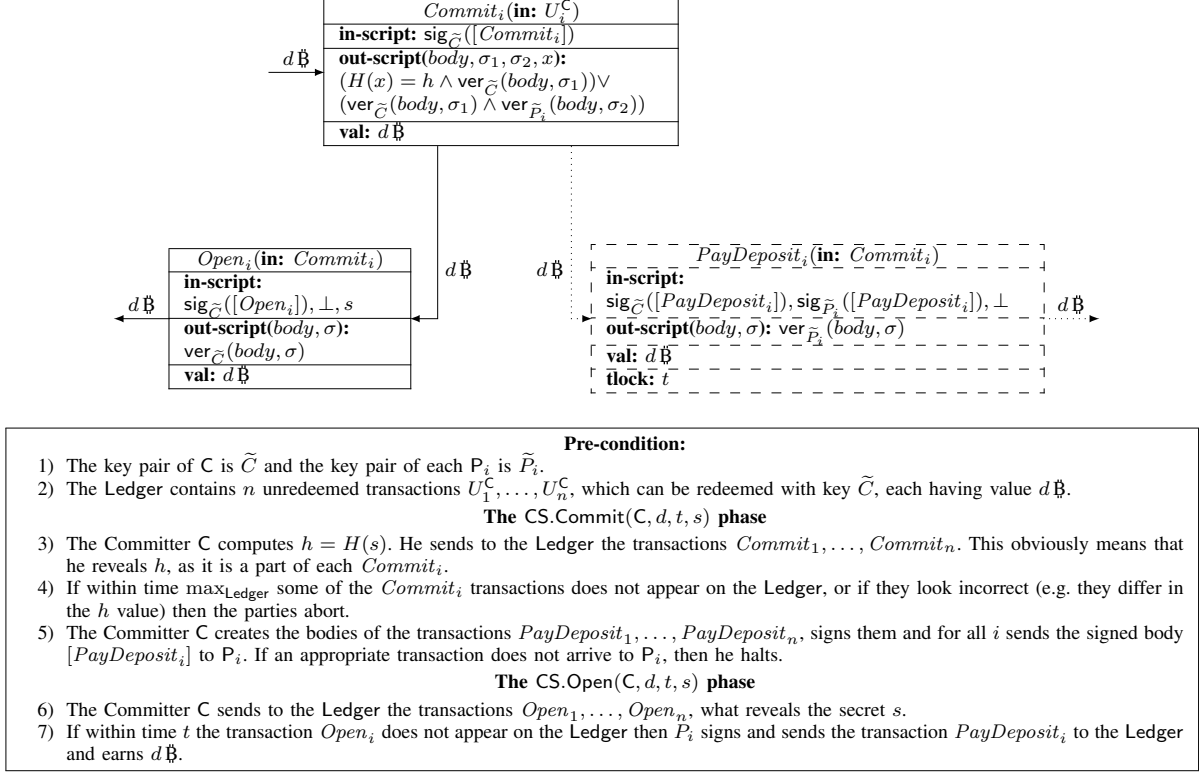 Commit_i(in: U_i^C)
in-script: sig_C̃([Commit_i])
d ₿
out-script(body, σ₁, σ₂, x):
(H(x) = h ∧ ver_C̃(body, σ₁))∨
(ver_C̃(body, σ₁) ∧ ver_P̃_i(body, σ₂))
val: d ₿
Open_i(in: Commit_i)
in-script:
sig_C̃([Open_i]), ⊥, s
out-script(body, σ):
ver_C̃(body, σ)
val: d ₿
d ₿
d ₿
d ₿
PayDeposit_i(in: Commit_i)
in-script:
sig_C̃([PayDeposit_i]), sig_P̃_i([PayDeposit_i]), ⊥
out-script(body, σ): ver_P̃_i(body, σ)
val: d ₿
tlock: t
d ₿
Pre-condition:
1) The key pair of C is C̃ and the key pair of each P_i is P̃_i.
2) The Ledger contains n unredeemed transactions U_1^C, . . . , U_n^C, which can be redeemed with key C̃, each having value d ₿.
The CS.Commit(C, d, t, s) phase
3) The Committer C computes h = H(s). He sends to the Ledger the transactions Commit_1, . . . , Commit_n. This obviously means that
he reveals h, as it is a part of each Commit_i.
4) If within time max_Ledger some of the Commit_i transactions does not appear on the Ledger, or if they look incorrect (e.g. they differ in
the h value) then the parties abort.
5) The Committer C creates the bodies of the transactions PayDeposit_1, . . . , PayDeposit_n, signs them and for all i sends the signed body
[PayDeposit_i] to P_i. If an appropriate transaction does not arrive to P_i, then he halts.
The CS.Open(C, d, t, s) phase
6) The Committer C sends to the Ledger the transactions Open_1, . . . , Open_n, what reveals the secret s.
7) If within time t the transaction Open_i does not appear on the Ledger then P_i signs and sends the transaction PayDeposit_i to the Ledger
and earns d ₿.